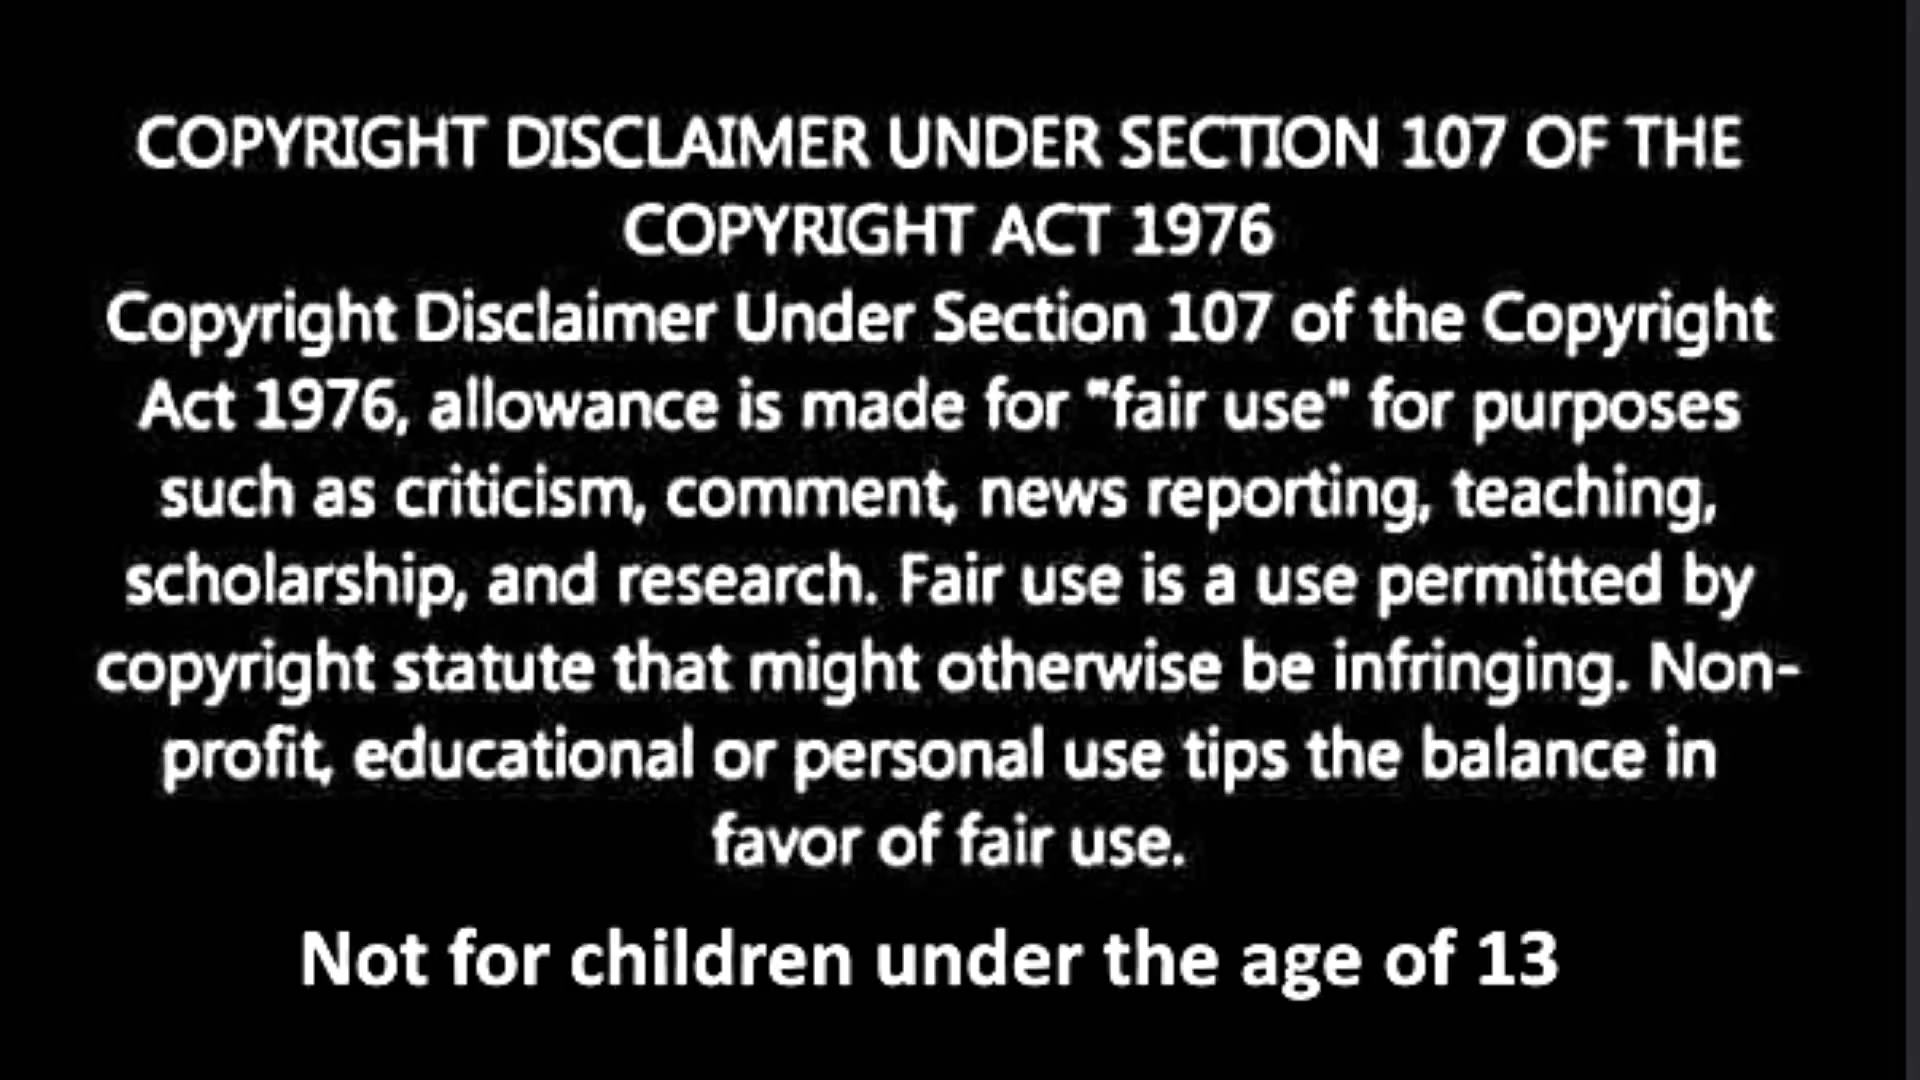 COPYRIGHT DISCLAIMER UNDER SECTION 107 OF THE
COPYRIGHT ACT 1976
Copyright Disclaimer Under Section 107 of the Copyright
Act 1976, allowance is made for "fair use" for purposes
such as criticism, comment, news reporting, teaching,
scholarship, and research. Fair use is a use permitted by
copyright statute that might otherwise be infringing. Non-
profit, educational or personal use tips the balance in
favor of fair use.
Not for children under the age of 13